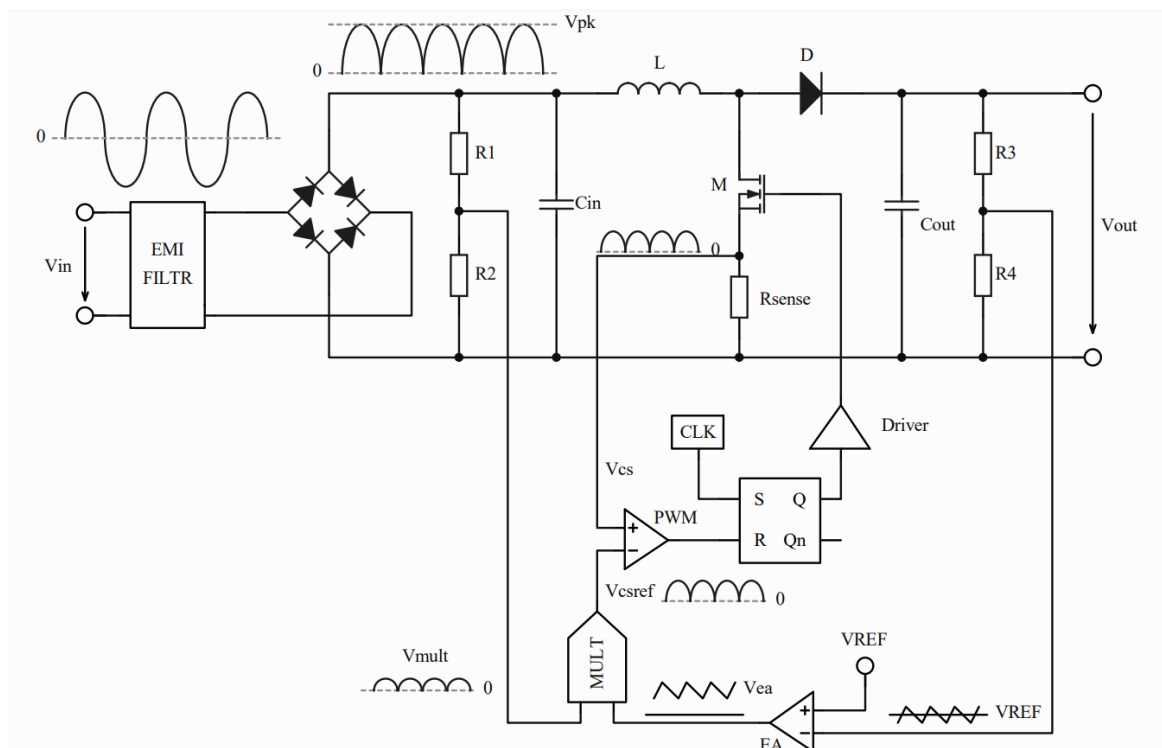 Vpk
0
L
D
0
R1
R3
M
Cin
Cout
Vout
EMI
FILTR
Vin
0
R2
R4
Rsense
CLK
Driver
Vcs
S
Q
PWM
+
-
R
Qn
Vcsref
0
VREF
MULT
Vmult
0
Vea
+
-
VREF
EA